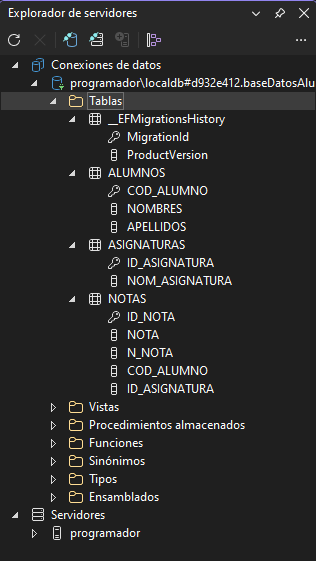 Explorador de servidores
Conexiones de datos
programador\localdb#d932e412.baseDatosAlu
Tablas
__EFMigrationsHistory
MigrationId
ProductVersion
ALUMNOS
COD_ALUMNO
NOMBRES
APELLIDOS
ASIGNATURAS
ID_ASIGNATURA
NOM_ASIGNATURA
NOTAS
ID_NOTA
NOTA
N_NOTA
COD_ALUMNO
ID_ASIGNATURA
Vistas
Procedimientos almacenados
Funciones
Sinónimos
Tipos
Ensamblados
Servidores
programador